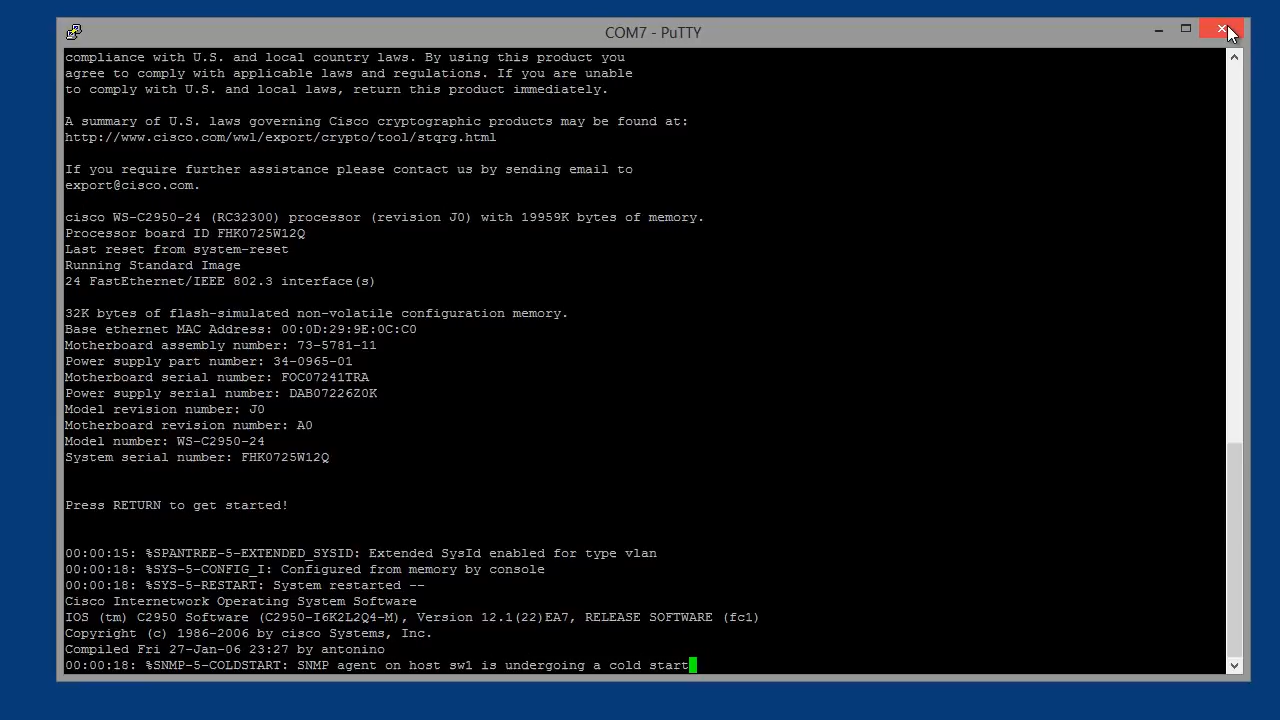 COM7 - PuTTY
compliance with U.S. and local country laws. By using this product you
agree to comply with applicable laws and regulations. If you are unable
to comply with U.S. and local laws, return this product immediately.
A summary of U.S. laws governing Cisco cryptographic products may be found at:
http://www.cisco.com/wwl/export/crypto/tool/stqrg.html
If you require further assistance please contact us by sending email to
export@cisco.com.
cisco WS-C2950-24 (RC32300) processor (revision J0) with 19959K bytes of memory.
Processor board ID FHK0725W12Q
Last reset from system-reset
Running Standard Image
24 FastEthernet/IEEE 802.3 interface(s)
32K bytes of flash-simulated non-volatile configuration memory.
Base ethernet MAC Address: 00:0D:29:9E:0C:C0
Motherboard assembly number: 73-5781-11
Power supply part number: 34-0965-01
Motherboard serial number: FOC07241TRA
Power supply serial number: DAB07226Z0K
Model revision number: J0
Motherboard revision number: A0
Model number: WS-C2950-24
System serial number: FHK0725W12Q
Press RETURN to get started!
00:00:15: %SPANTREE-5-EXTENDED_SYSID: Extended SysId enabled for type vlan
00:00:18: %SYS-5-CONFIG_I: Configured from memory by console
00:00:18: %SYS-5-RESTART: System restarted --
Cisco Internetwork Operating System Software
IOS (tm) C2950 Software (C2950-I6K2L2Q4-M), Version 12.1(22)EA7, RELEASE SOFTWARE (fc1)
Copyright (c) 1986-2006 by cisco Systems, Inc.
Compiled Fri 27-Jan-06 23:27 by antonino
00:00:18: %SNMP-5-COLDSTART: SNMP agent on host sw1 is undergoing a cold start